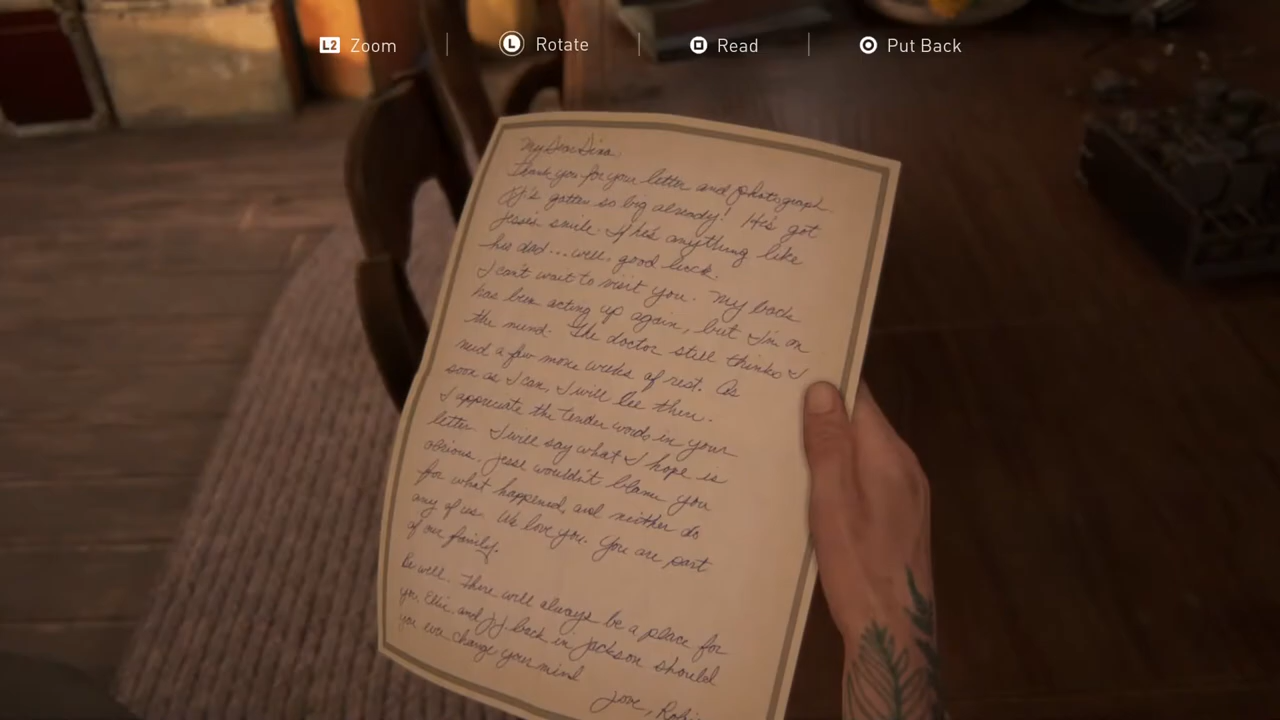 L2 Zoom
L Rotate
Read
Put Back
My Dear Dina,
Thank you for your letter and photograph.
JJ's gotten so big already! He's got
Jesse's smile. If he's anything like
his dad...well, good luck.
I can't wait to visit you. My back
has been acting up again, but I'm on
the mend. The doctor still thinks I
need a few more weeks of rest. As
soon as I can, I will be there.
I appreciate the tender words in your
letter. I will say what I hope is
obvious. Jesse wouldn't blame you
for what happened, and neither do
any of us. We love you. You are part
of our family.
Be well. There will always be a place for
you, Ellie, and JJ back in Jackson should
you ever change your mind
Love,